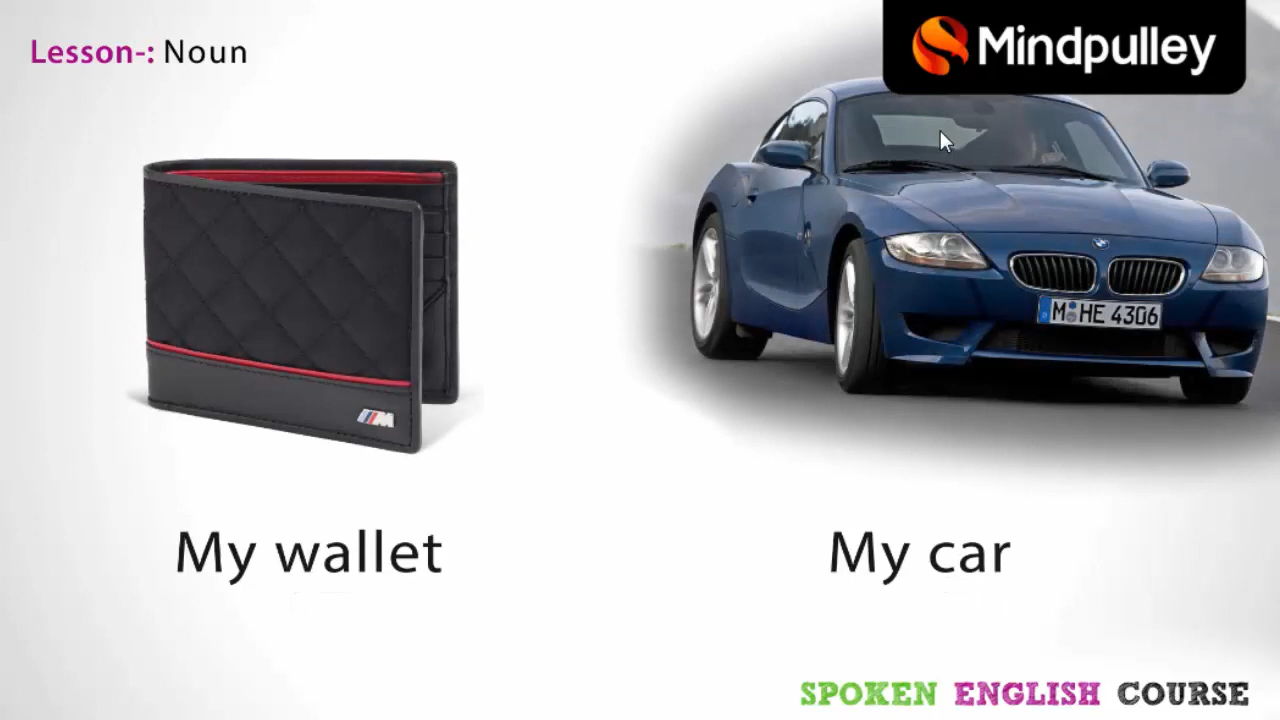 Lesson-: Noun
Mindpulley
M HE 4306
M
My wallet
My car
SPOKEN ENGLISH COURSE